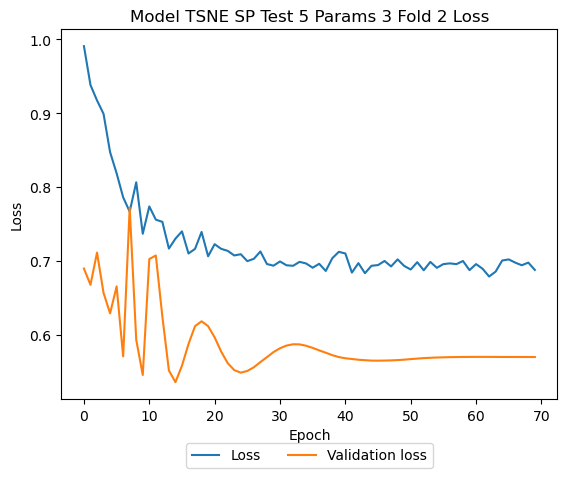 Model TSNE SP Test 5 Params 3 Fold 2 Loss
1.0
0.9
0.8
0.7
0.6
Loss
0 10 20 30 40 50 60 70
Epoch
Loss Validation loss